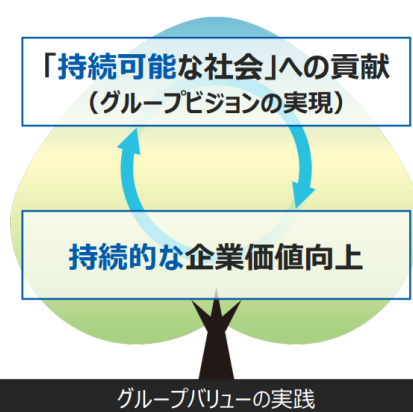 「持続可能な社会」への貢献
（グループビジョンの実現）
持続的な企業価値向上
グループバリューの実践